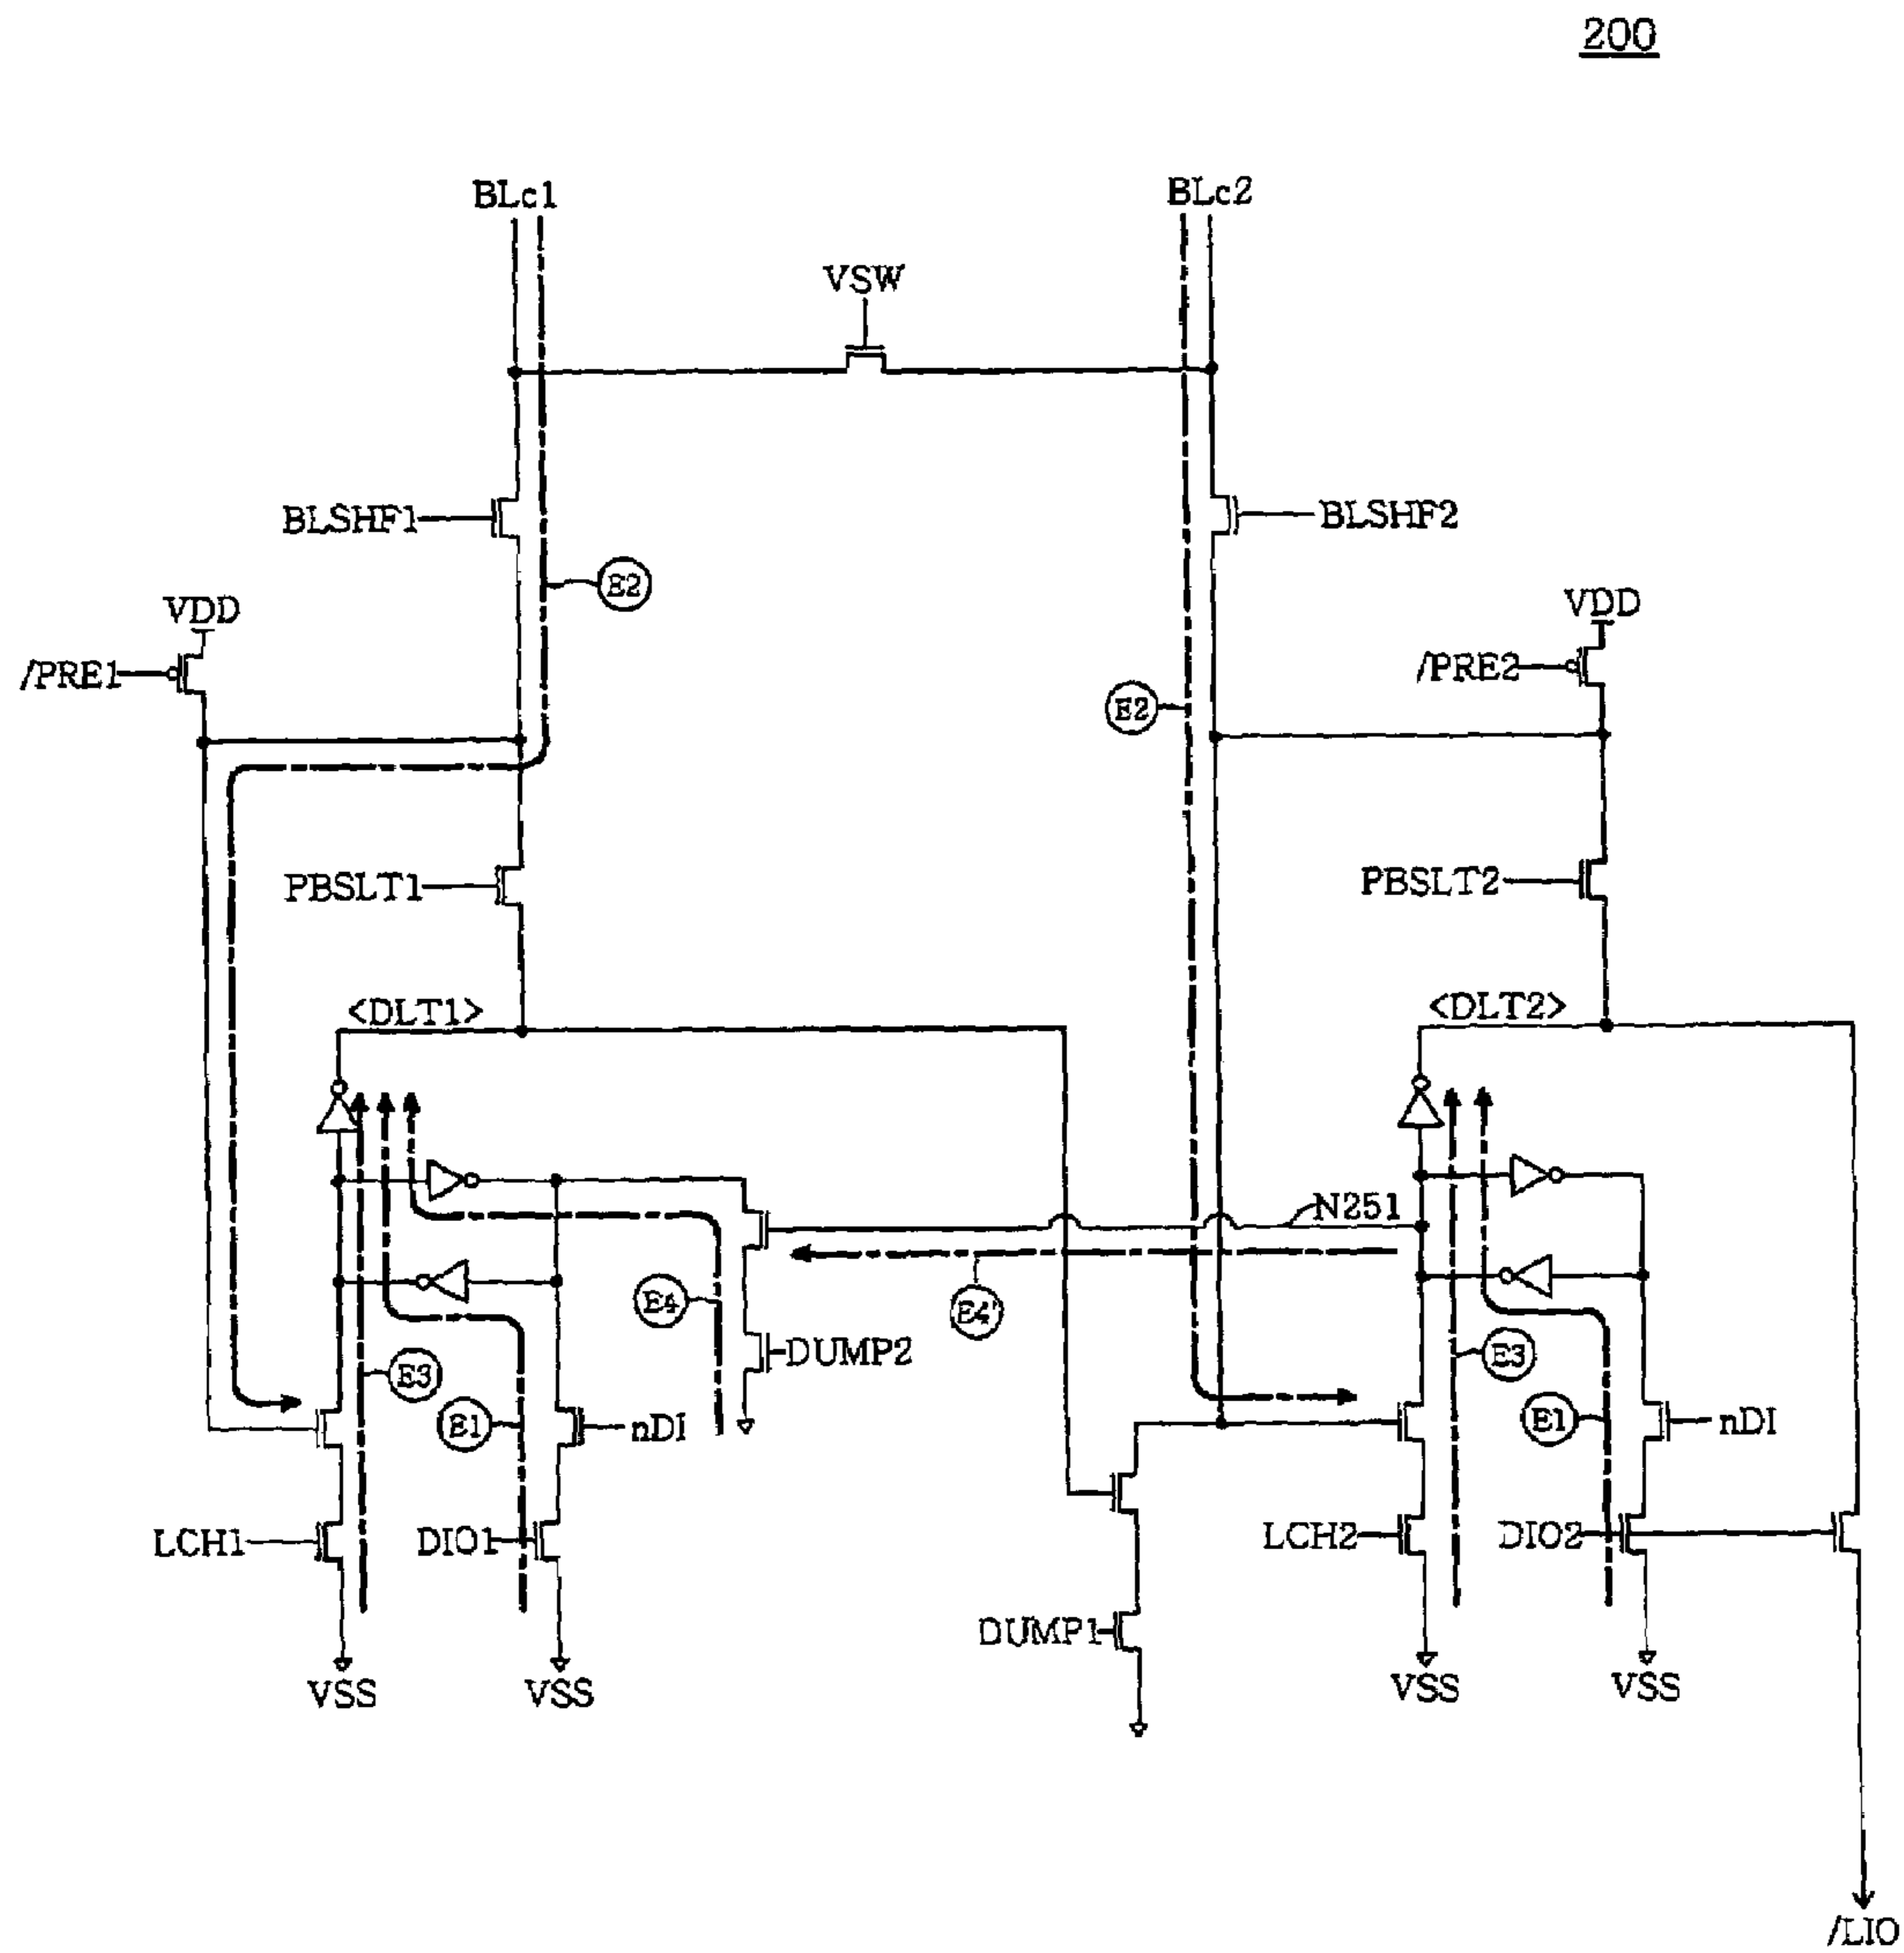 200
BLc1
BLc2
VSW
BLSHF1
BLSHF2
E2
VDD
VDD
/PRE1
/PRE2
E2
PBSLT1
PBSLT2
<DLT1>
<DLT2>
N251
E4
E4'
DUMP2
E3
E3
E1
nDI
E1
nDI
LCH1
DIO1
LCH2
DIO2
DUMP1
VSS
VSS
VSS
VSS
/LIO